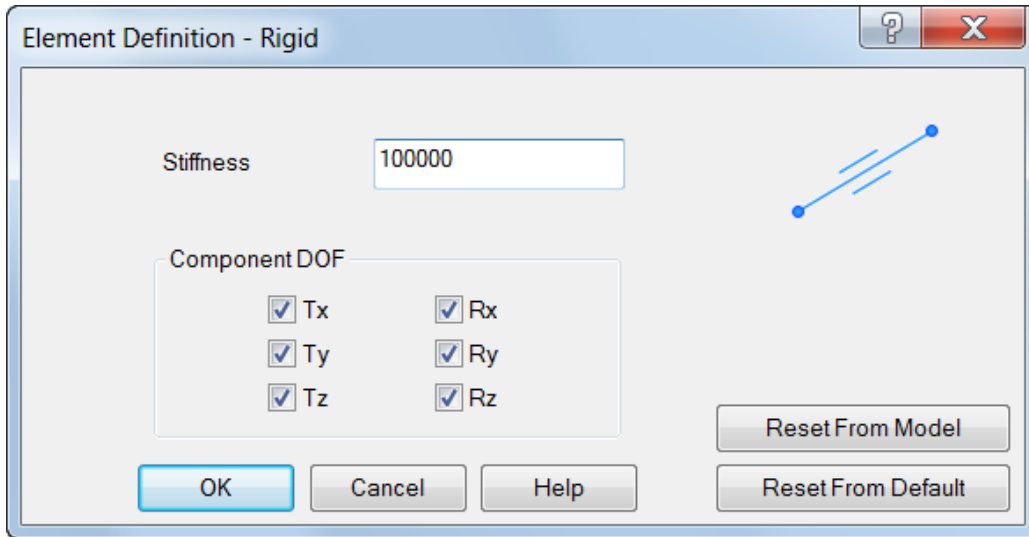 Element Definition - Rigid
Stiffness 100000
Component DOF
Tx Rx
Ty Ry
Tz Rz
Reset From Model
OK Cancel Help Reset From Default